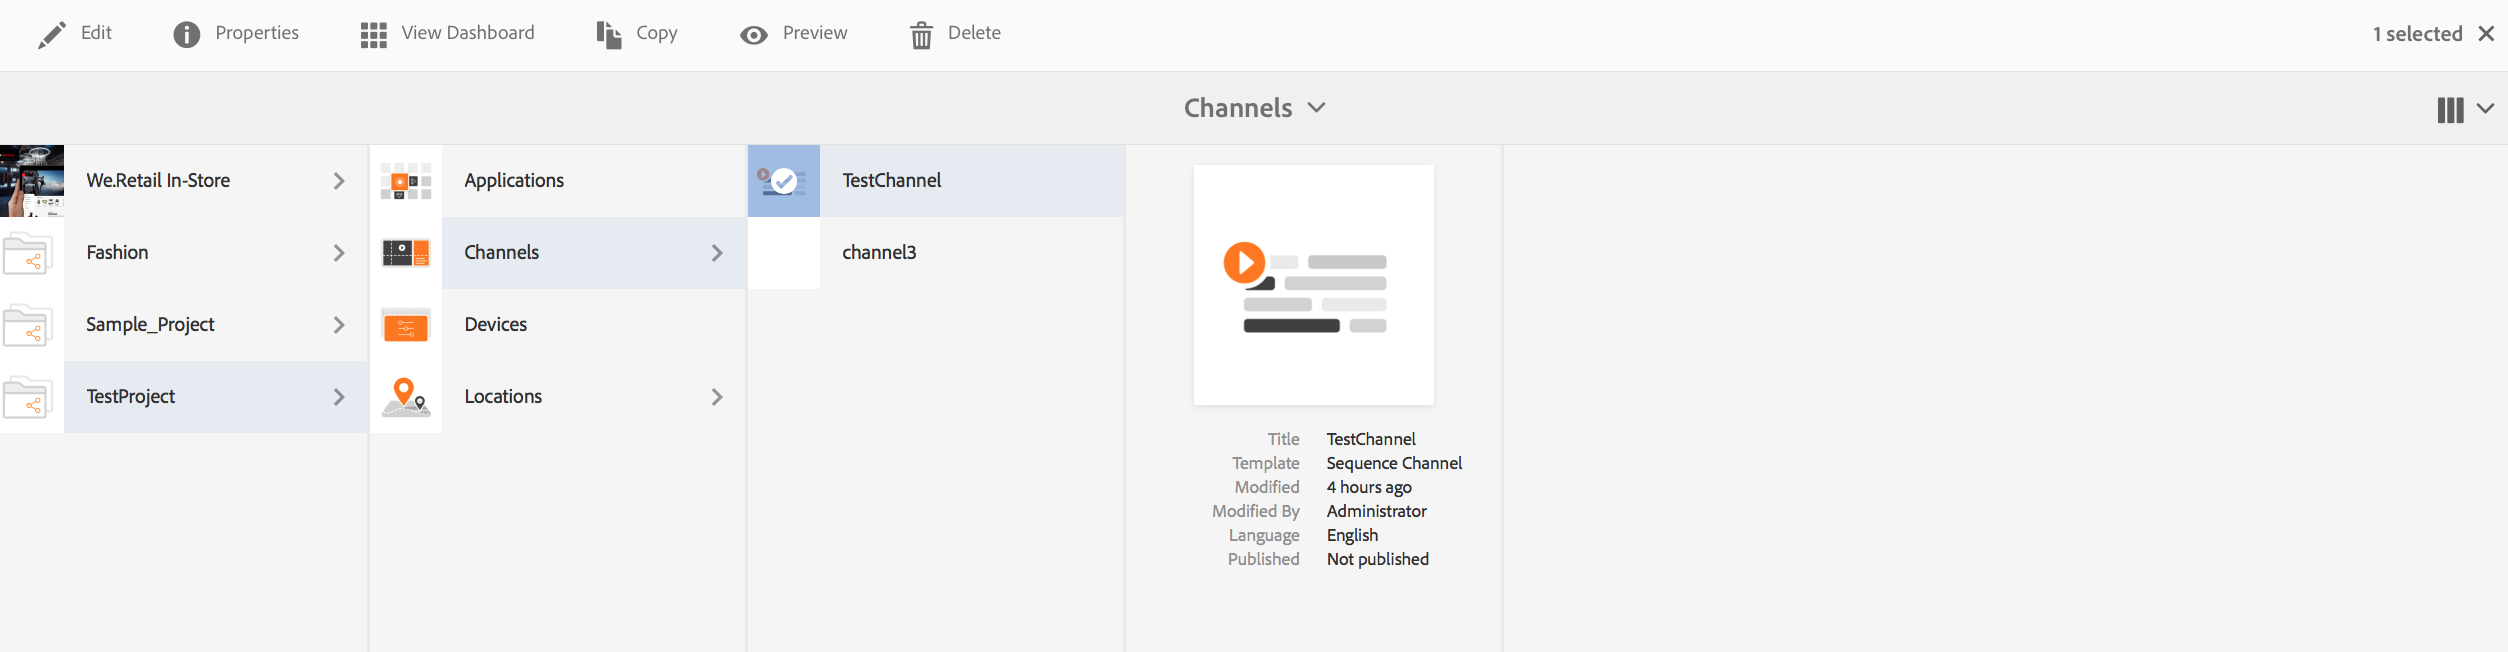 Edit Properties View Dashboard Copy Preview Delete 1 selected
Channels
We.Retail In-Store
Fashion
Sample_Project
TestProject
Applications
Channels
Devices
Locations
TestChannel
channel3
Title TestChannel
Template Sequence Channel
Modified 4 hours ago
Modified By Administrator
Language English
Published Not published